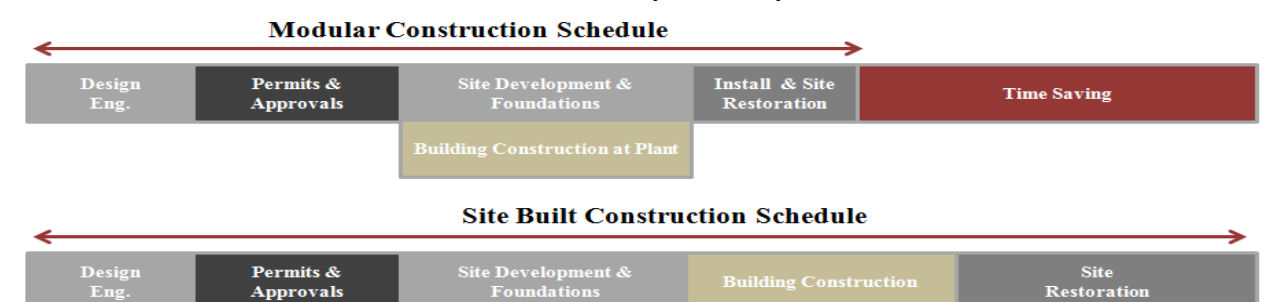 Modular Construction Schedule
Design
Eng.
Permits &
Approvals
Site Development &
Foundations
Install & Site
Restoration
Time Saving
Building Construction at Plant
Site Built Construction Schedule
Design
Eng.
Permits &
Approvals
Site Development &
Foundations
Building Construction
Site
Restoration